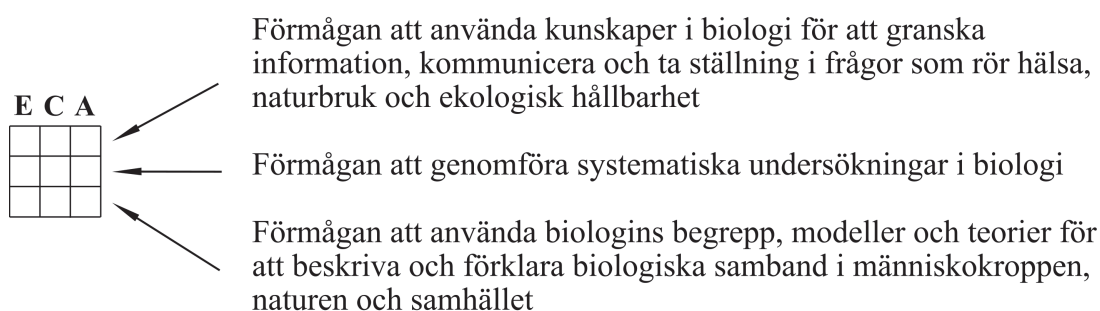 Förmågan att använda kunskaper i biologi för att granska
information, kommunicera och ta ställning i frågor som rör hälsa,
naturbruk och ekologisk hållbarhet
E C A
Förmågan att genomföra systematiska undersökningar i biologi
Förmågan att använda biologins begrepp, modeller och teorier för
att beskriva och förklara biologiska samband i människokroppen,
naturen och samhället